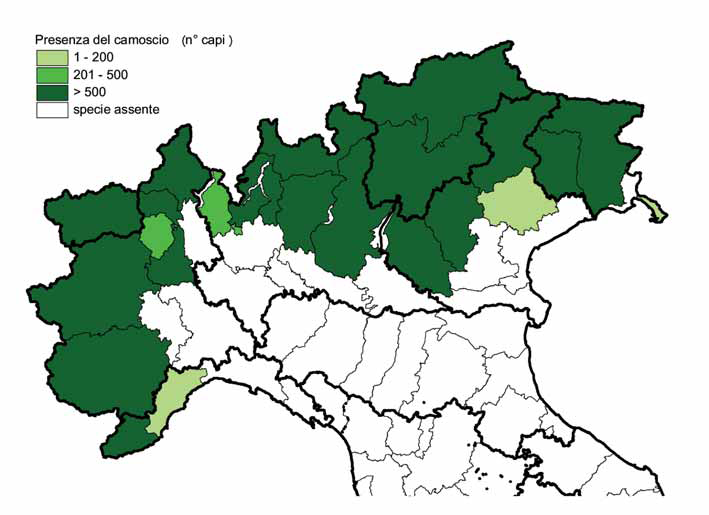 Presenza del camoscio (n° capi )
1 - 200
201 - 500
> 500
specie assente